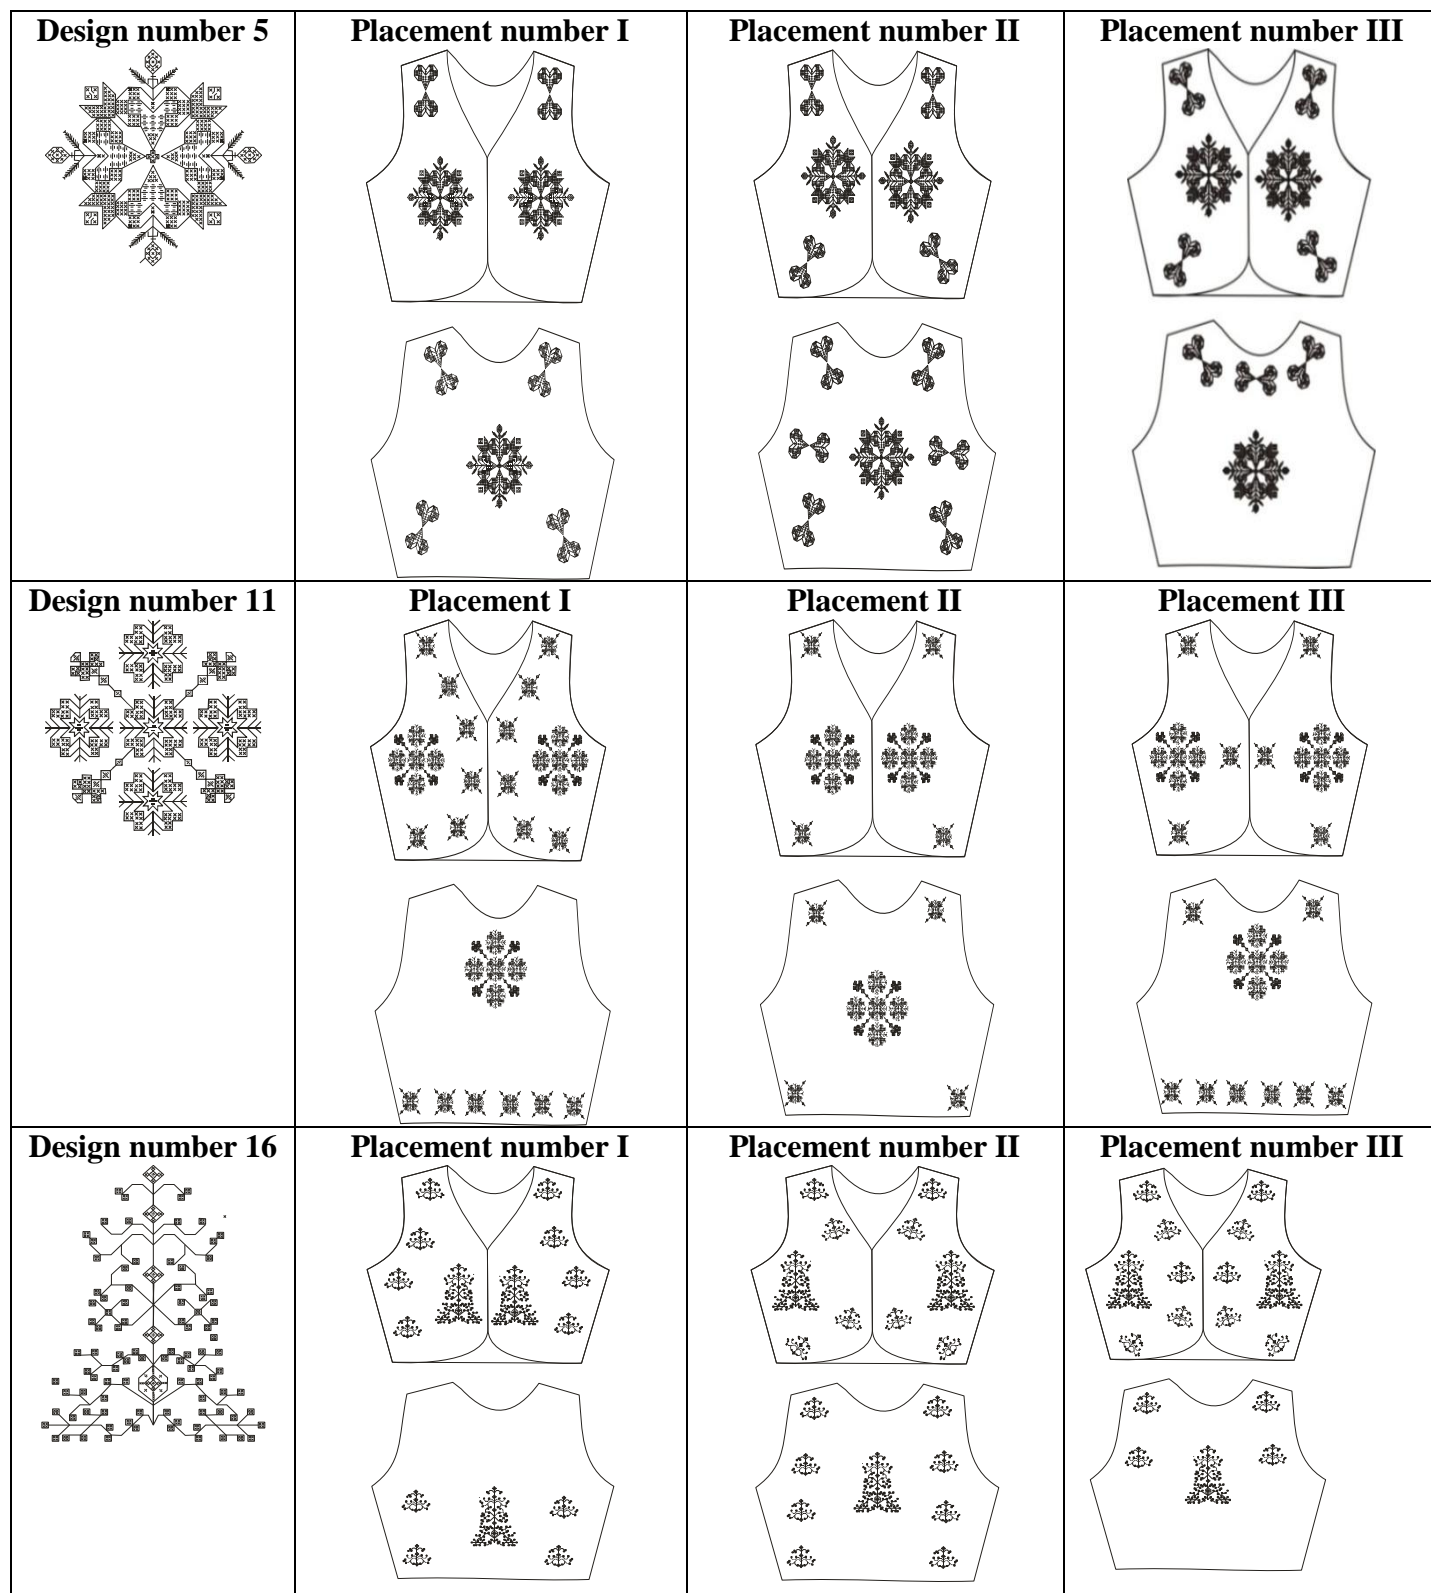 Design number 5
Placement number I
Placement number II
Placement number III
Design number 11
Placement I
Placement II
Placement III
Design number 16
Placement number I
Placement number II
Placement number III